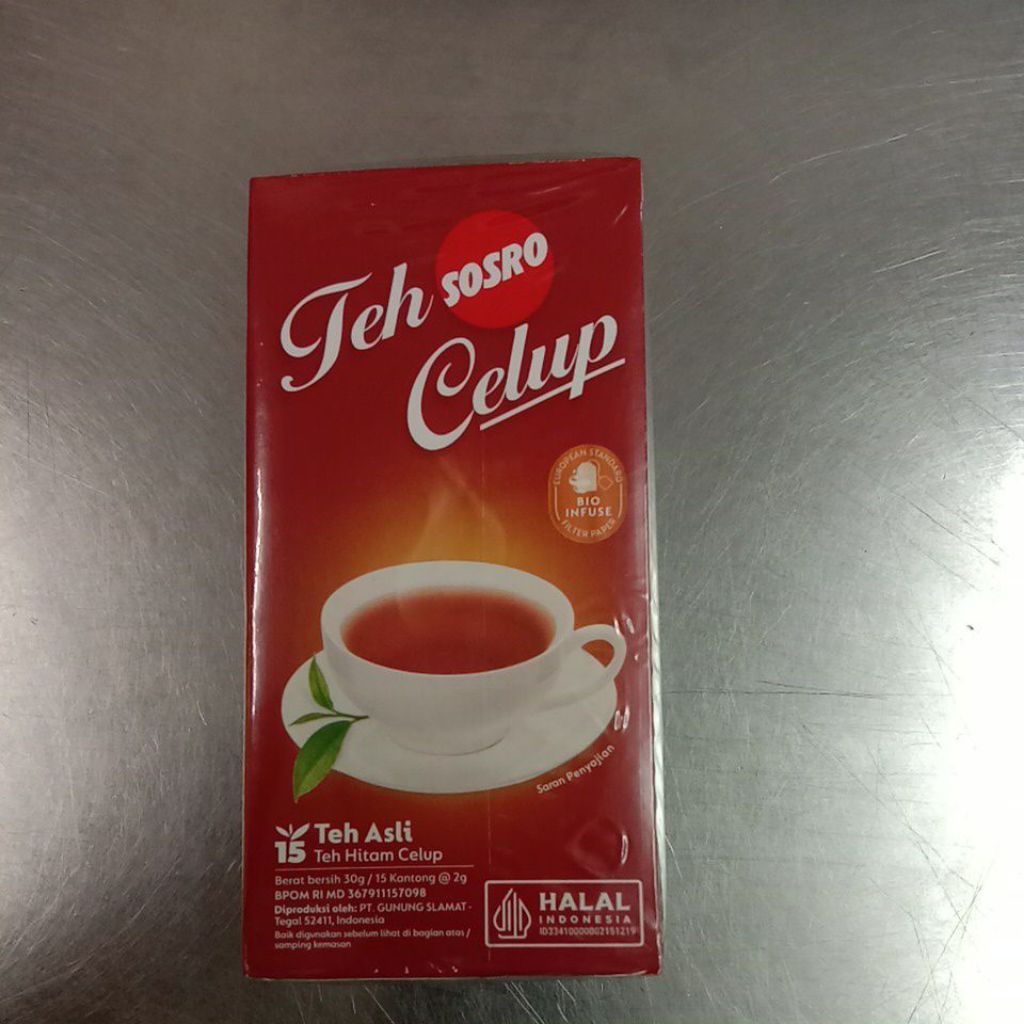 Teh SOSRO
Celup
EUROPEAN STANDARD
BIO
INFUSE
FILTER PAPER
Saran Penyajian
15 Teh Asli
Teh Hitam Celup
Berat bersih 30g / 15 Kantong @ 2g
BPOM RI MD 367911157098
Diproduksi oleh: PT. GUNUNG SLAMAT -
Tegal 52411, Indonesia
Baik digunakan sebelum lihat di bagian atas /
samping kemasan
HALAL
INDONESIA